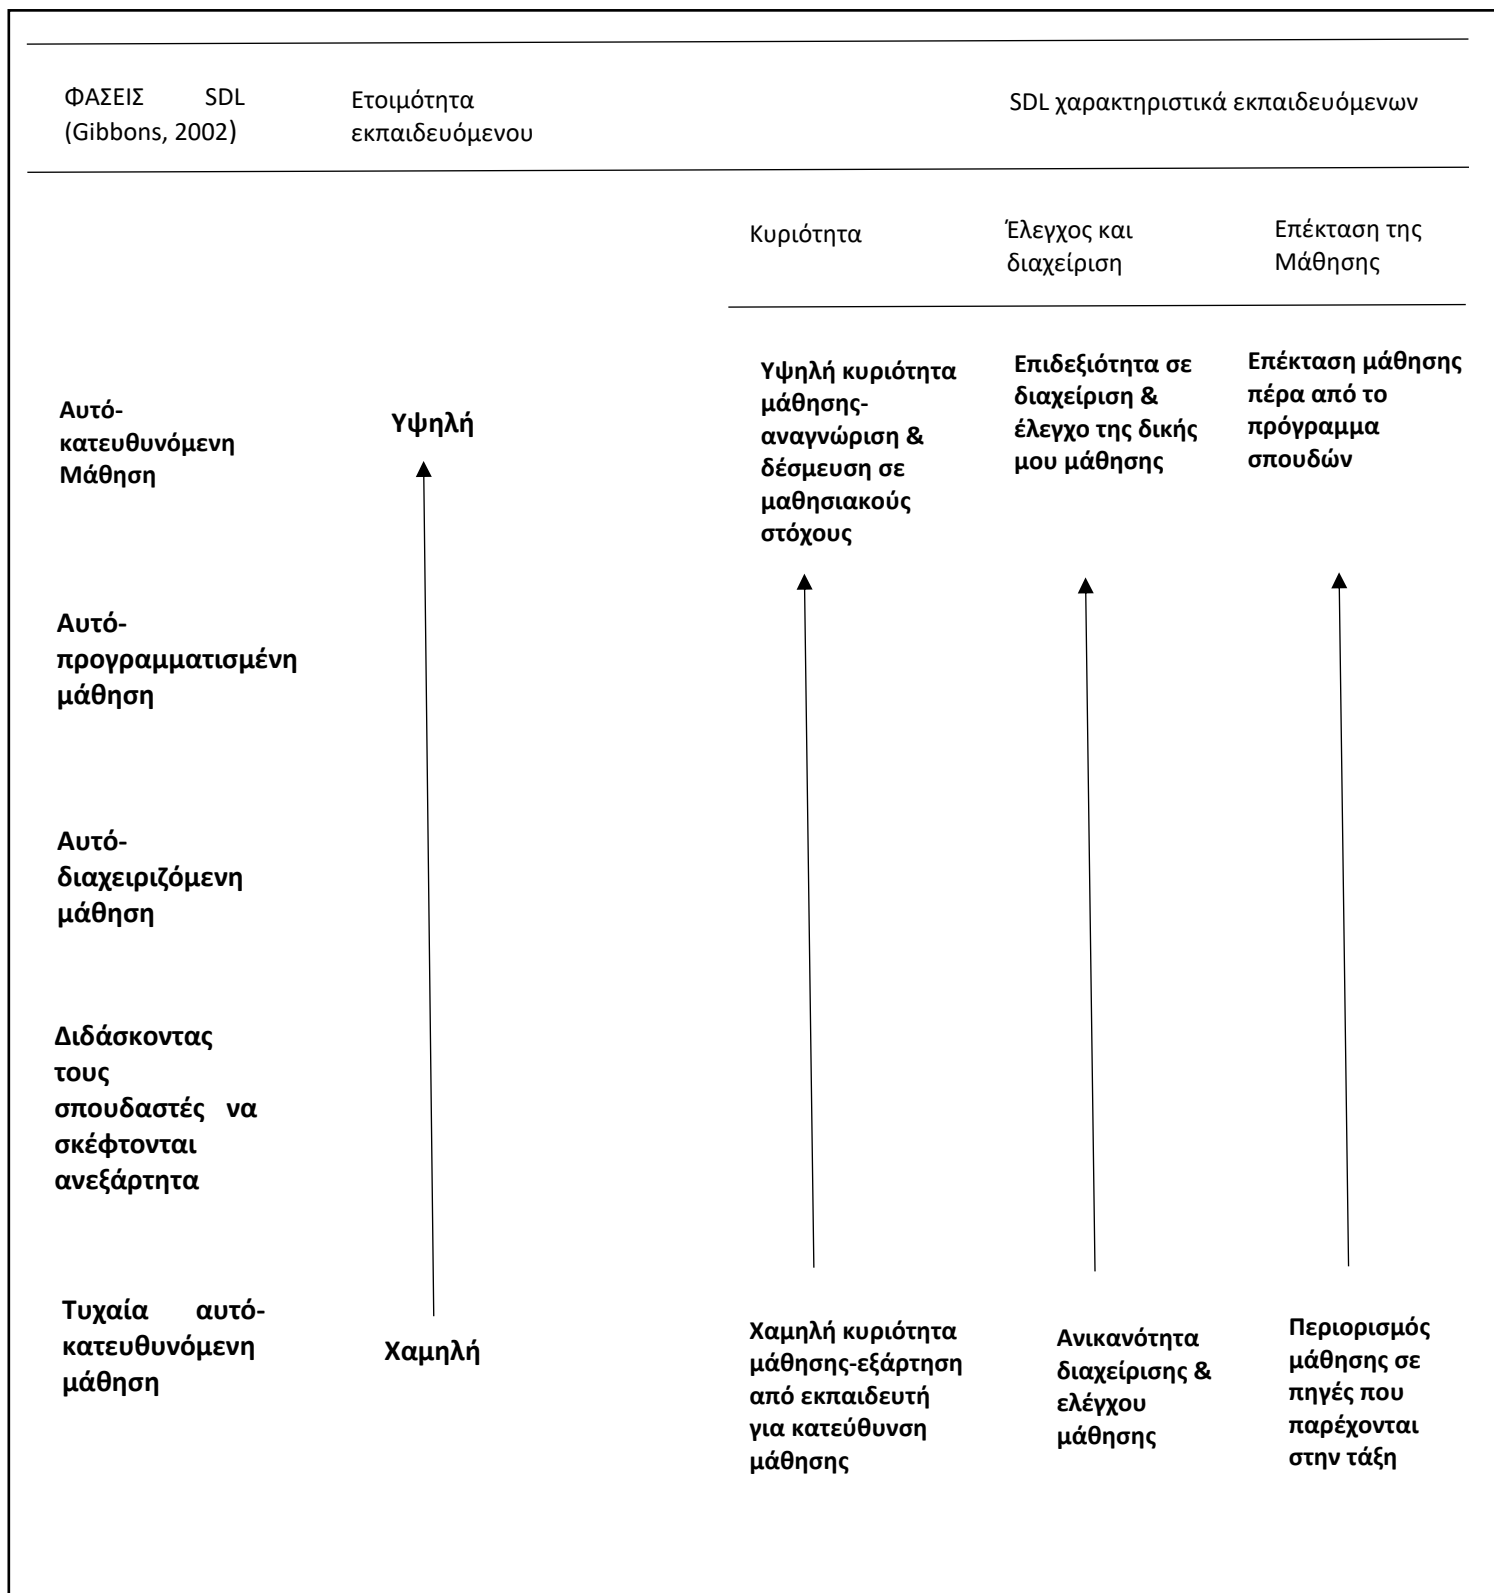 ΦΑΣΕΙΣ SDL
(Gibbons, 2002)
Ετοιμότητα
εκπαιδευόμενου
SDL χαρακτηριστικά εκπαιδευόμενων
Κυριότητα
Έλεγχος και
διαχείριση
Επέκταση της
Μάθησης
Αυτό-
κατευθυνόμενη
Μάθηση
Υψηλή
Υψηλή κυριότητα
μάθησης-
αναγνώριση &
δέσμευση σε
μαθησιακούς
στόχους
Επιδεξιότητα σε
διαχείριση &
έλεγχο της δικής
μου μάθησης
Επέκταση μάθησης
πέρα από το
πρόγραμμα
σπουδών
Αυτό-
προγραμματισμένη
μάθηση
Αυτό-
διαχειριζόμενη
μάθηση
Διδάσκοντας
τους
σπουδαστές να
σκέφτονται
ανεξάρτητα
Τυχαία αυτό-
κατευθυνόμενη
μάθηση
Χαμηλή
Χαμηλή κυριότητα
μάθησης-εξάρτηση
από εκπαιδευτή
για κατεύθυνση
μάθησης
Ανικανότητα
διαχείρισης &
ελέγχου
μάθησης
Περιορισμός
μάθησης σε
πηγές που
παρέχονται
στην τάξη